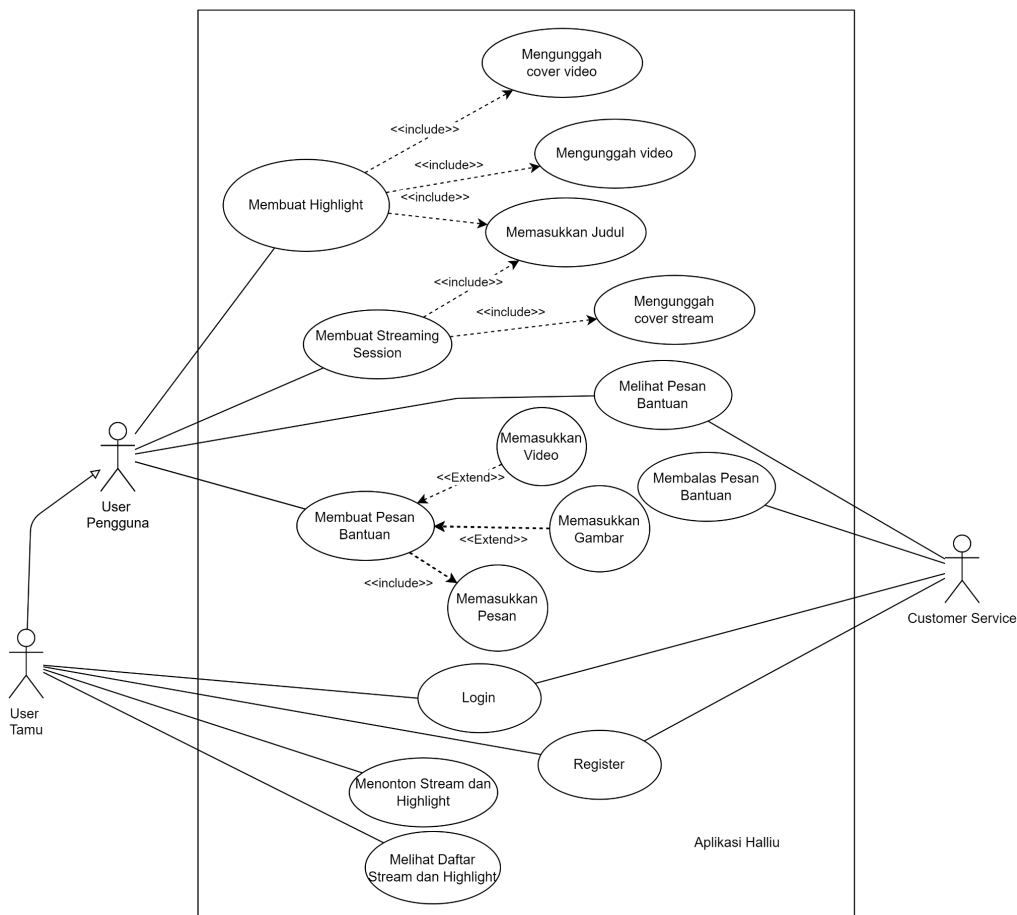 Mengunggah
cover video
<<include>>
Mengunggah video
<<include>>
<<include>>
Membuat Highlight
Memasukkan Judul
<<include>>
Mengunggah
cover stream
<<include>>
Membuat Streaming
Session
Melihat Pesan
Bantuan
Memasukkan
Video
<<Extend>>
Membalas Pesan
Bantuan
User
Pengguna
Membuat Pesan
Bantuan
Memasukkan
Gambar
<<Extend>>
<<include>>
Memasukkan
Pesan
Customer Service
Login
User
Tamu
Register
Menonton Stream dan
Highlight
Aplikasi Halliu
Melihat Daftar
Stream dan Highlight